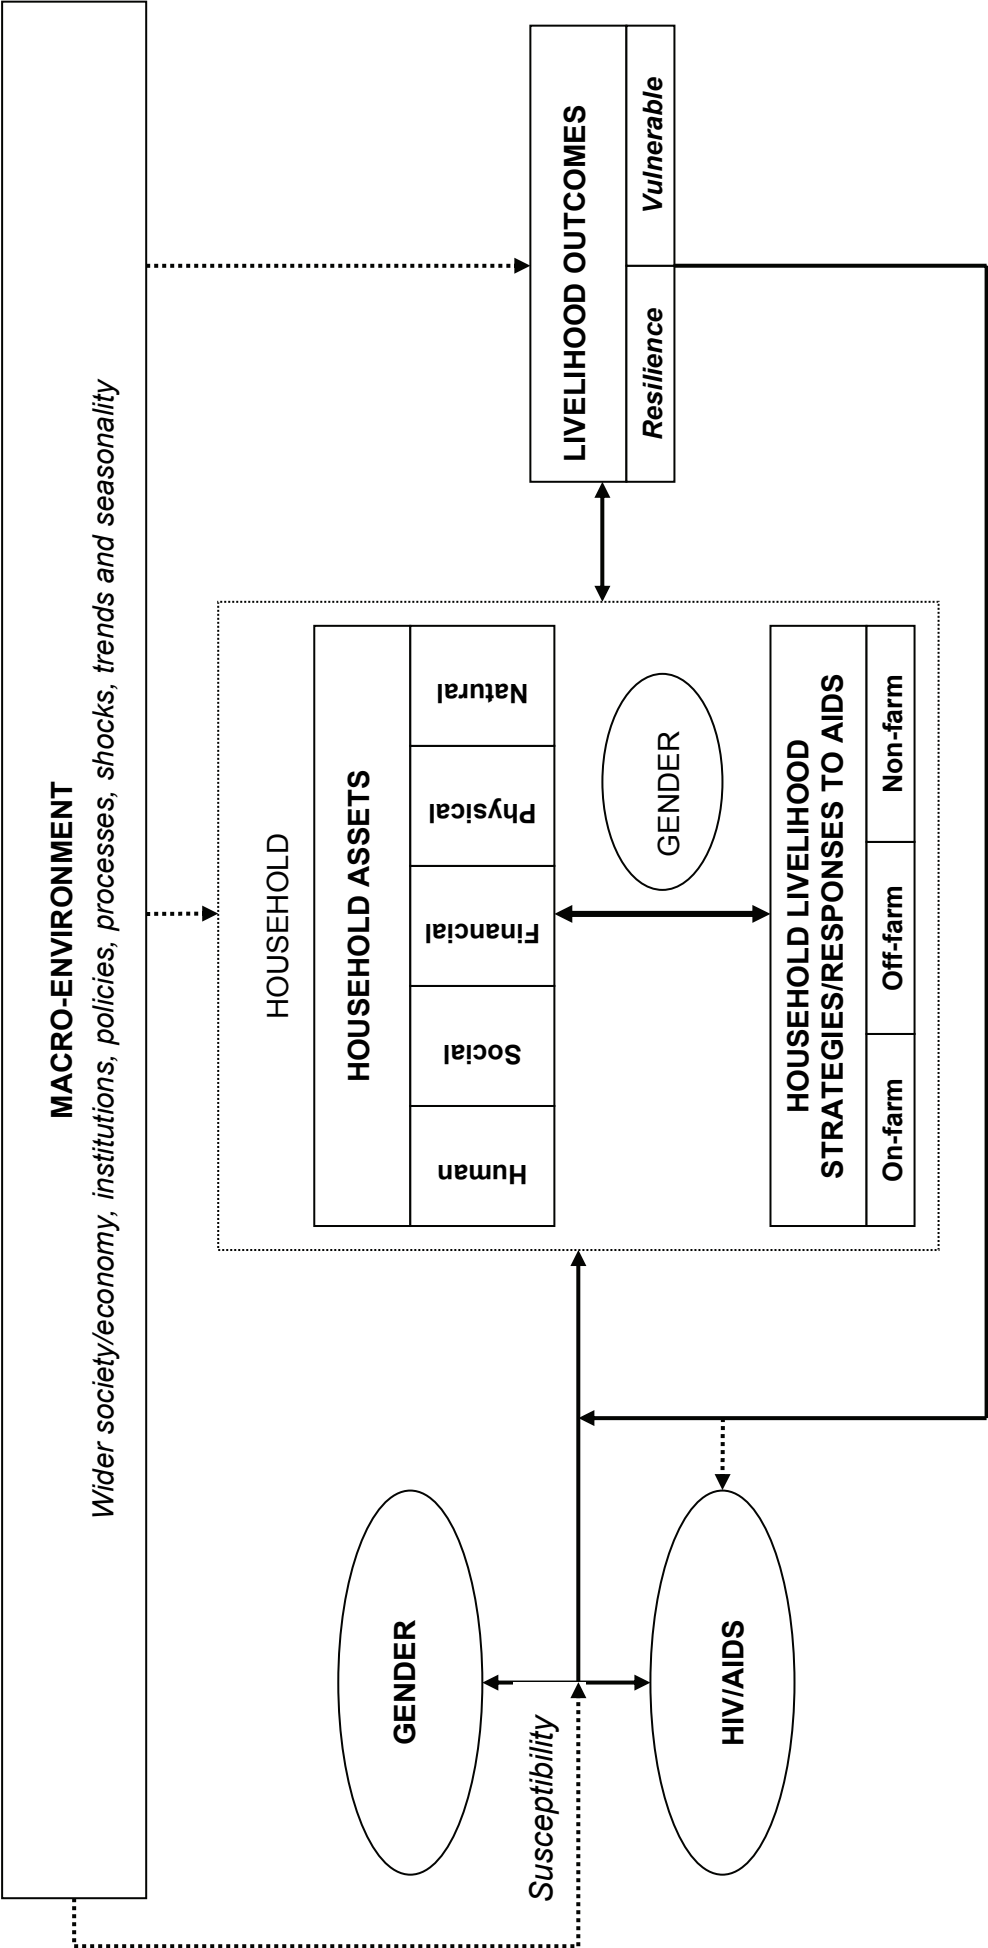 MACRO-ENVIRONMENT
Wider society/economy, institutions, policies, processes, shocks, trends and seasonality
GENDER
Susceptibility
HIV/AIDS
HOUSEHOLD
HOUSEHOLD ASSETS
Human
Social
Financial
Physical
Natural
GENDER
HOUSEHOLD LIVELIHOOD
STRATEGIES/RESPONSES TO AIDS
On-farm
Off-farm
Non-farm
LIVELIHOOD OUTCOMES
Resilience
Vulnerable